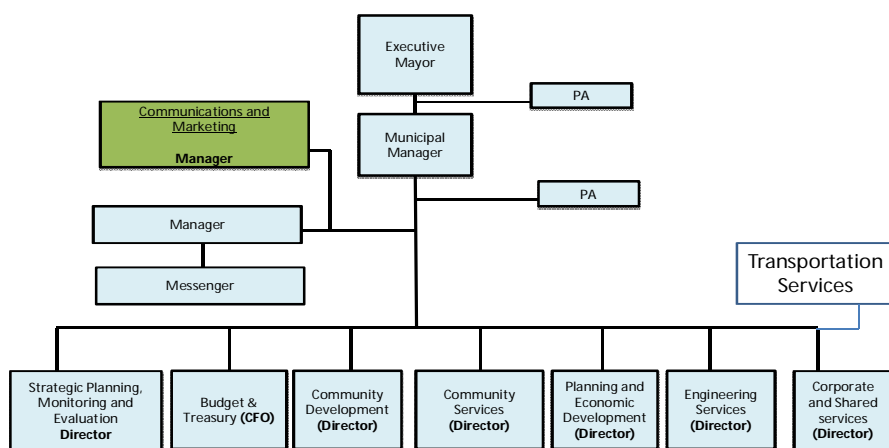 Executive
Mayor
PA
Communications and
Marketing
Manager
Municipal
Manager
PA
Manager
Messenger
Transportation
Services
Strategic Planning,
Monitoring and
Evaluation
Director
Budget &
Treasury (CFO)
Community
Development
(Director)
Community
Services
(Director)
Planning and
Economic
Development
(Director)
Engineering
Services
(Director)
Corporate
and Shared
services
(Director)